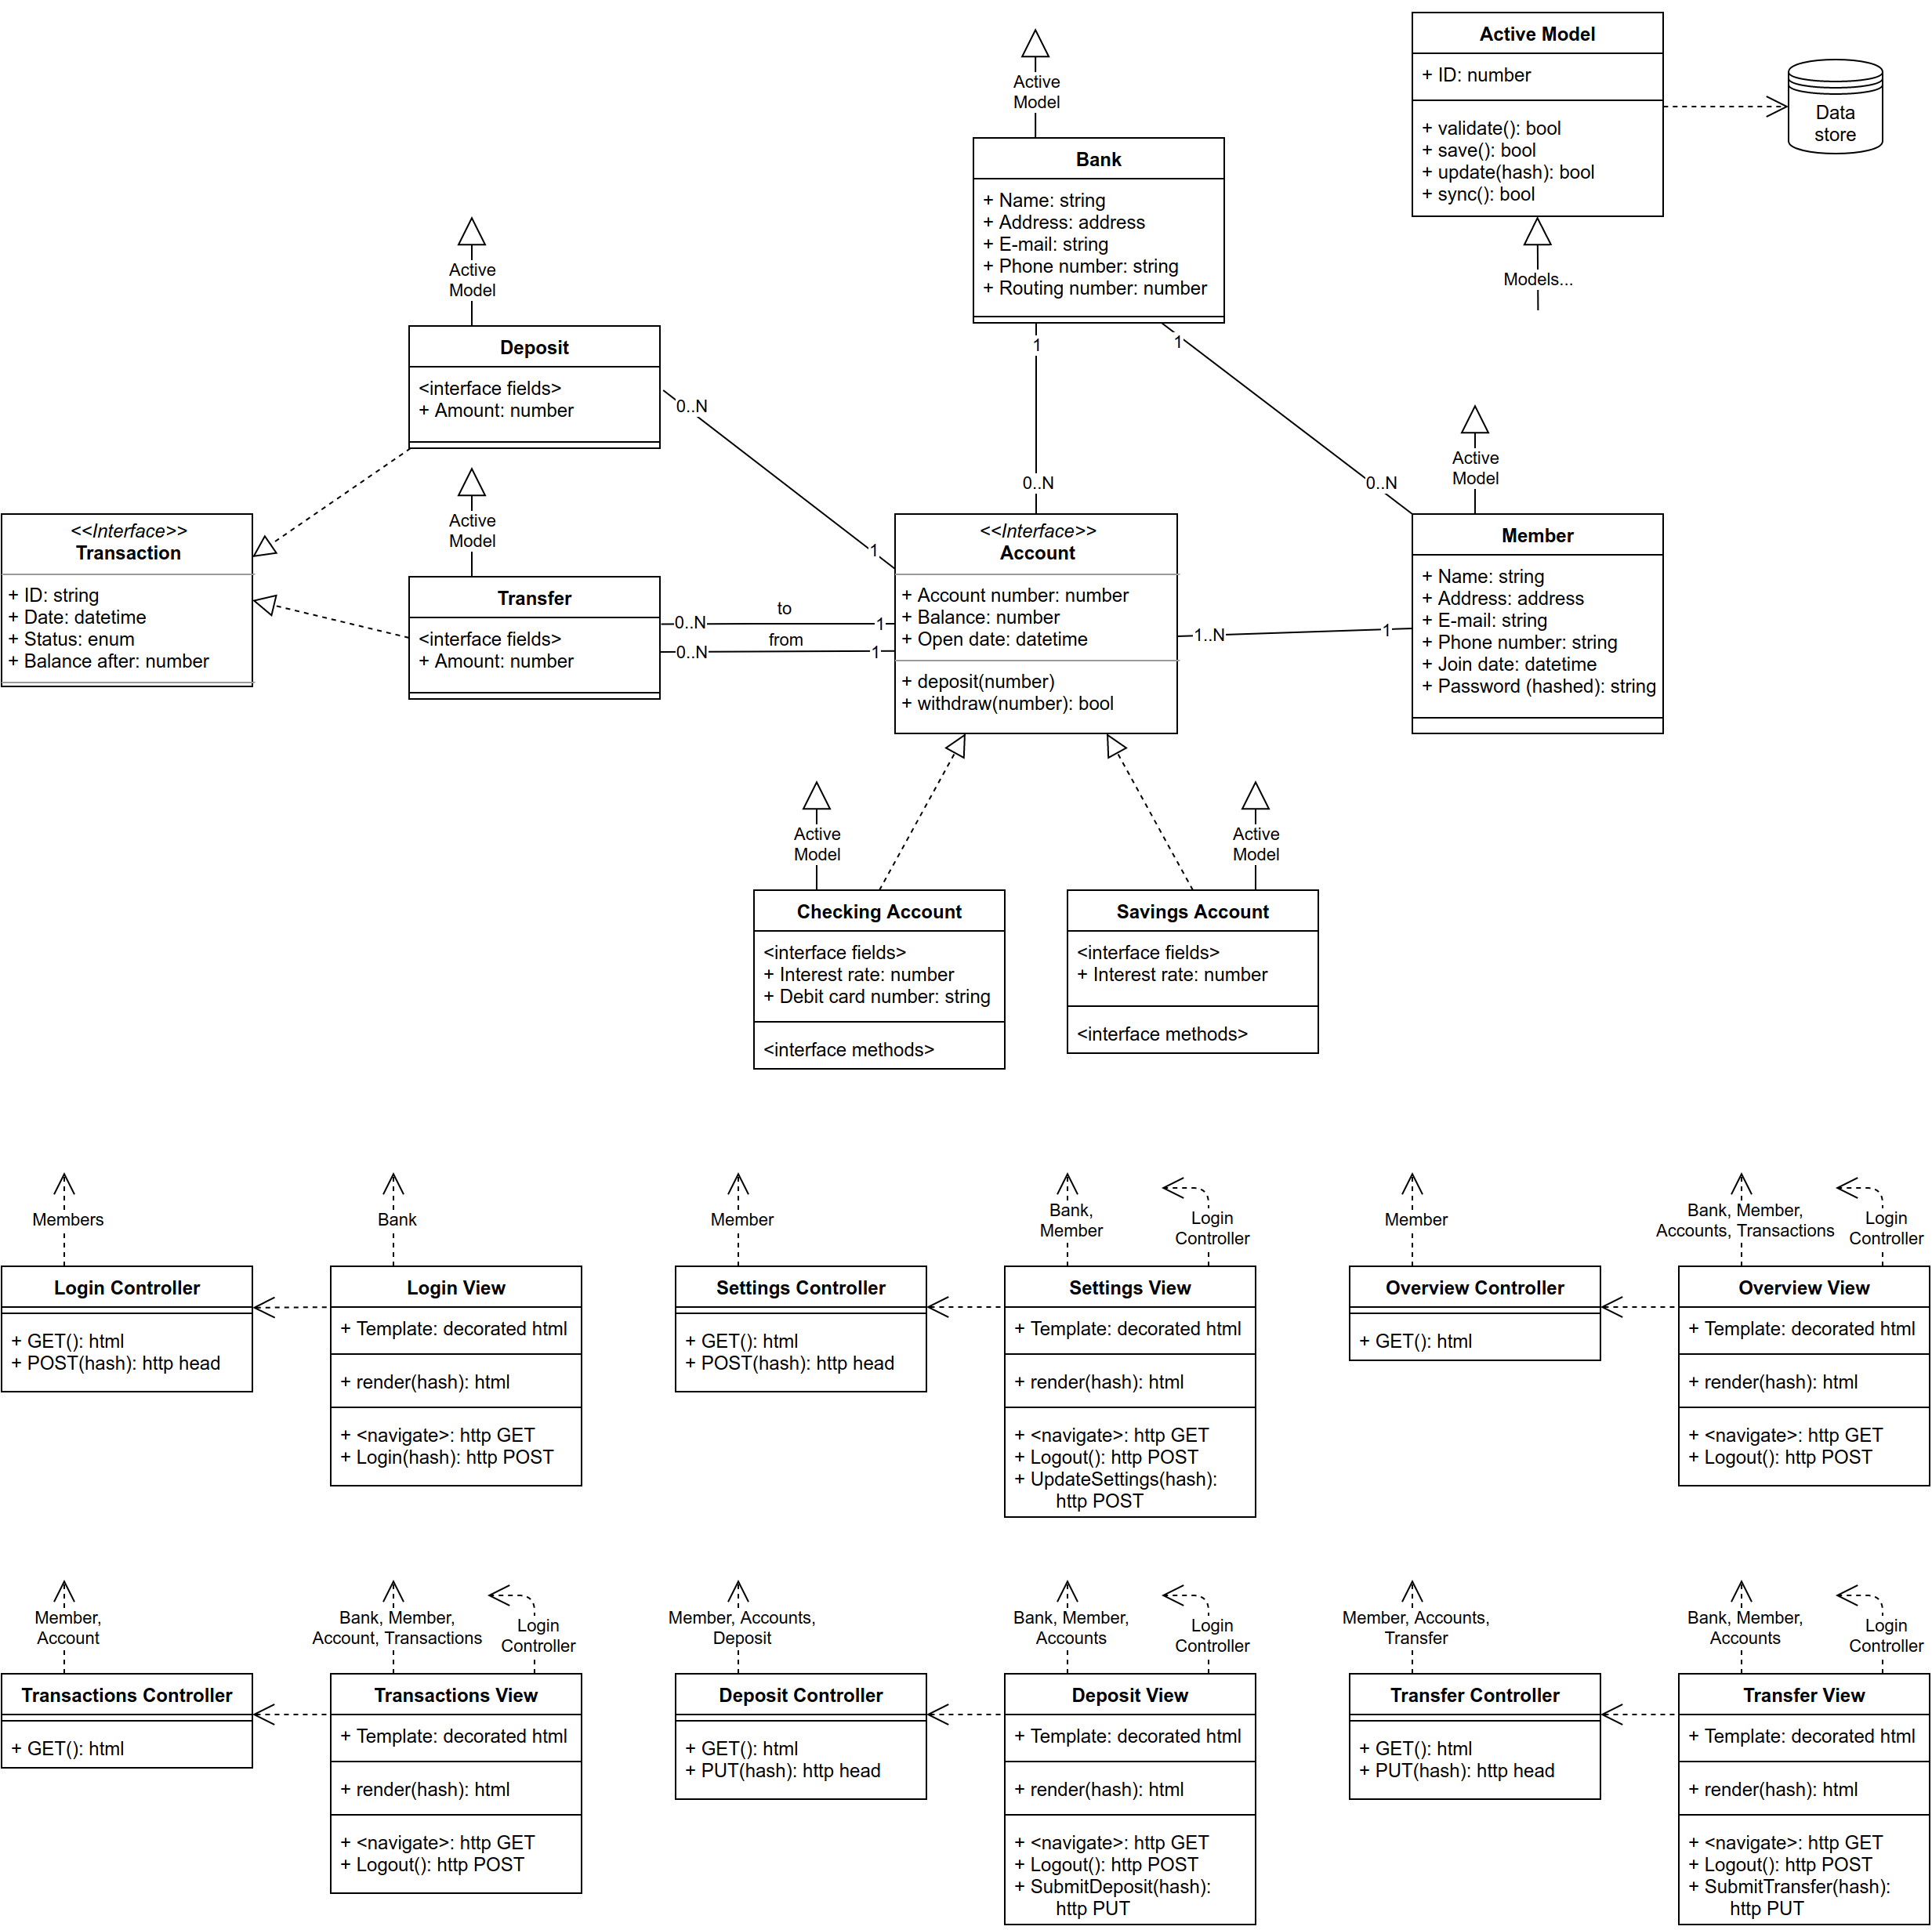 Active Model
+ ID: number
+ validate(): bool
+ save(): bool
+ update(hash): bool
+ sync(): bool
Data
store
Models...
Active
Model
Bank
+ Name: string
+ Address: address
+ E-mail: string
+ Phone number: string
+ Routing number: number
1
1
0..N
0..N
Active
Model
Deposit
<interface fields>
+ Amount: number
0..N
1
Active
Model
Transfer
<interface fields>
+ Amount: number
0..N
to
1
0..N
from
1
<<Interface>>
Transaction
+ ID: string
+ Date: datetime
+ Status: enum
+ Balance after: number
<<Interface>>
Account
+ Account number: number
+ Balance: number
+ Open date: datetime
+ deposit(number)
+ withdraw(number): bool
1..N
1
Active
Model
Member
+ Name: string
+ Address: address
+ E-mail: string
+ Phone number: string
+ Join date: datetime
+ Password (hashed): string
Active
Model
Checking Account
<interface fields>
+ Interest rate: number
+ Debit card number: string
<interface methods>
Active
Model
Savings Account
<interface fields>
+ Interest rate: number
<interface methods>
Members
Login Controller
+ GET(): html
+ POST(hash): http head
Bank
Login View
+ Template: decorated html
+ render(hash): html
+ <navigate>: http GET
+ Login(hash): http POST
Member
Settings Controller
+ GET(): html
+ POST(hash): http head
Bank,
Member
Login
Controller
Settings View
+ Template: decorated html
+ render(hash): html
+ <navigate>: http GET
+ Logout(): http POST
+ UpdateSettings(hash):
http POST
Member
Overview Controller
+ GET(): html
Bank, Member,
Accounts, Transactions
Login
Controller
Overview View
+ Template: decorated html
+ render(hash): html
+ <navigate>: http GET
+ Logout(): http POST
Member,
Account
Transactions Controller
+ GET(): html
Bank, Member,
Account, Transactions
Login
Controller
Transactions View
+ Template: decorated html
+ render(hash): html
+ <navigate>: http GET
+ Logout(): http POST
Member, Accounts,
Deposit
Deposit Controller
+ GET(): html
+ PUT(hash): http head
Bank, Member,
Accounts
Login
Controller
Deposit View
+ Template: decorated html
+ render(hash): html
+ <navigate>: http GET
+ Logout(): http POST
+ SubmitDeposit(hash):
http PUT
Member, Accounts,
Transfer
Transfer Controller
+ GET(): html
+ PUT(hash): http head
Bank, Member,
Accounts
Login
Controller
Transfer View
+ Template: decorated html
+ render(hash): html
+ <navigate>: http GET
+ Logout(): http POST
+ SubmitTransfer(hash):
http PUT